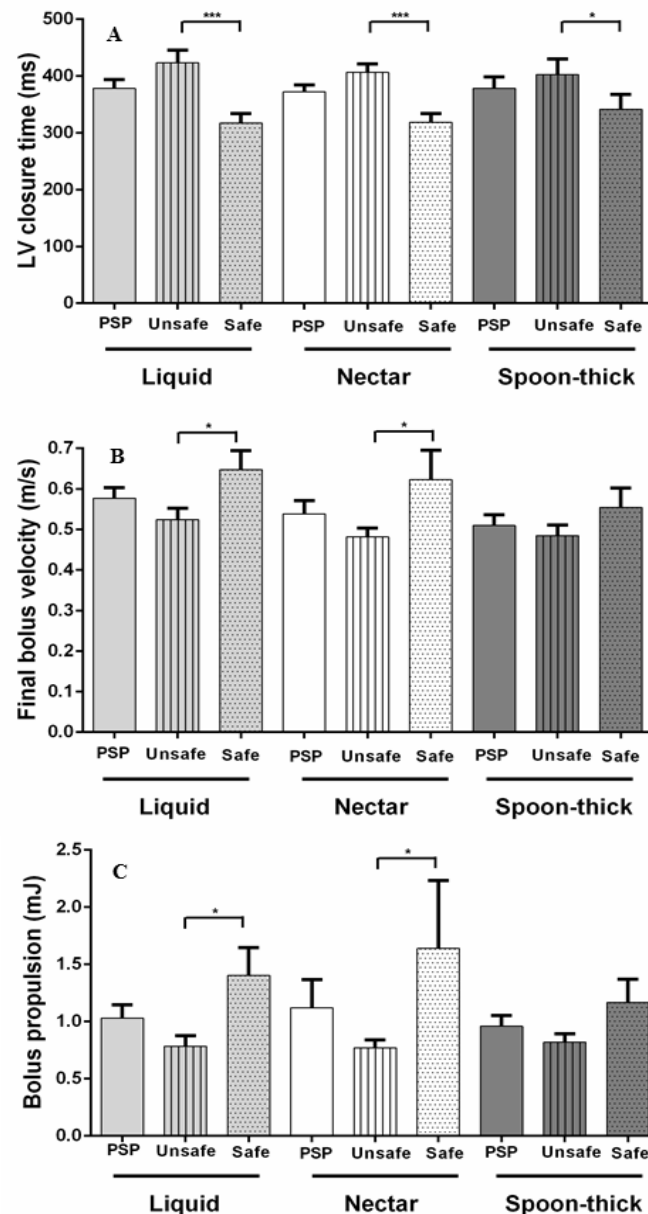 A
LV closure time (ms)
500
400
300
200
100
0
***
***
*
PSP Unsafe Safe PSP Unsafe Safe PSP Unsafe Safe
Liquid Nectar Spoon-thick
B
Final bolus velocity (m/s)
0.7
0.6
0.5
0.4
0.3
0.2
0.1
0.0
*
*
PSP Unsafe Safe PSP Unsafe Safe PSP Unsafe Safe
Liquid Nectar Spoon-thick
C
Bolus propulsion (mJ)
2.5
2.0
1.5
1.0
0.5
0.0
*
*
PSP Unsafe Safe PSP Unsafe Safe PSP Unsafe Safe
Liquid Nectar Spoon-thick